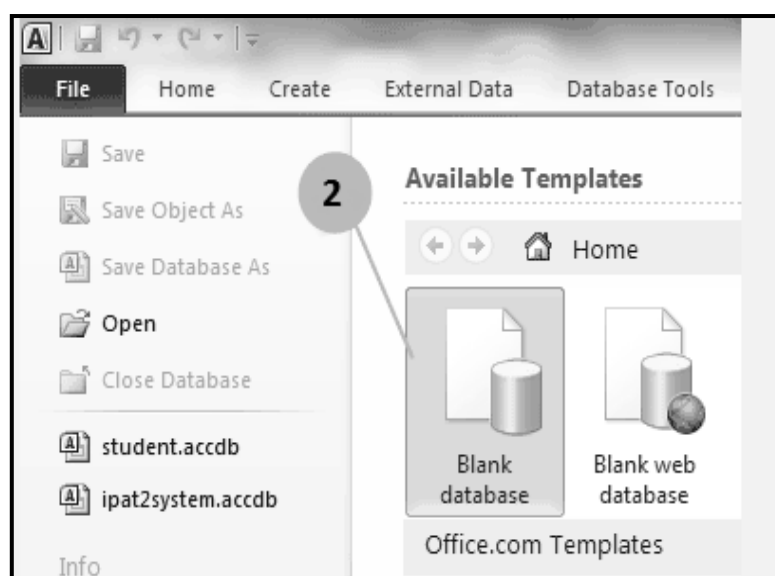 A
File Home Create External Data Database Tools
Save
Save Object As
Save Database As
Open
Close Database
student.accdb
ipat2system.accdb
Info
2
Available Templates
Home
Blank
database
Blank web
database
Office.com Templates